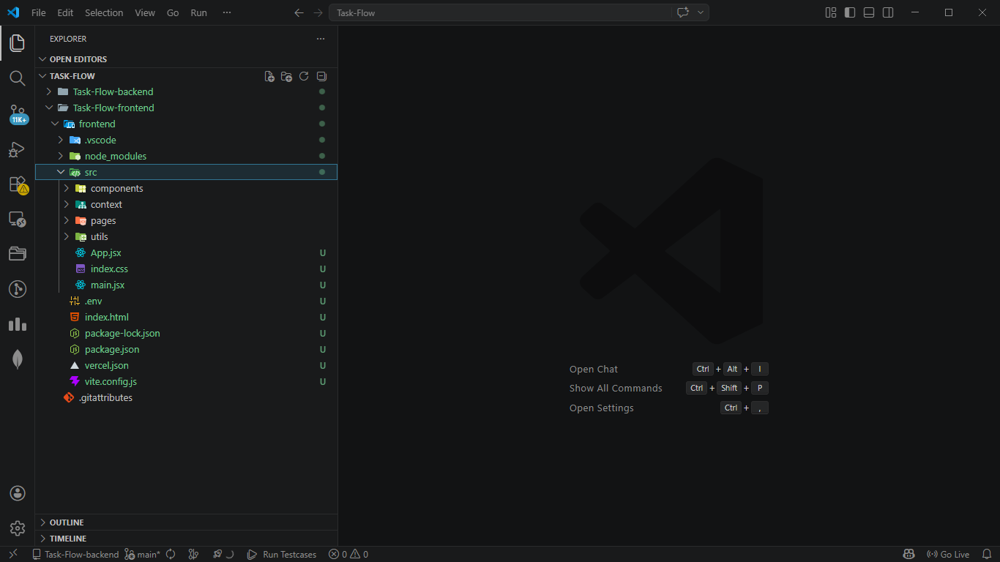 File Edit Selection View Go Run ···
Task-Flow
EXPLORER ···
OPEN EDITORS
TASK-FLOW
Task-Flow-backend
Task-Flow-frontend
frontend
.vscode
node_modules
src
components
context
pages
utils
App.jsx U
index.css U
main.jsx U
.env U
index.html U
package-lock.json U
package.json U
vercel.json U
vite.config.js U
.gitattributes
OUTLINE
TIMELINE
11K+
Open Chat Ctrl + Alt + I
Show All Commands Ctrl + Shift + P
Open Settings Ctrl + ,
Task-Flow-backend main* Run Testcases 0 0 Go Live